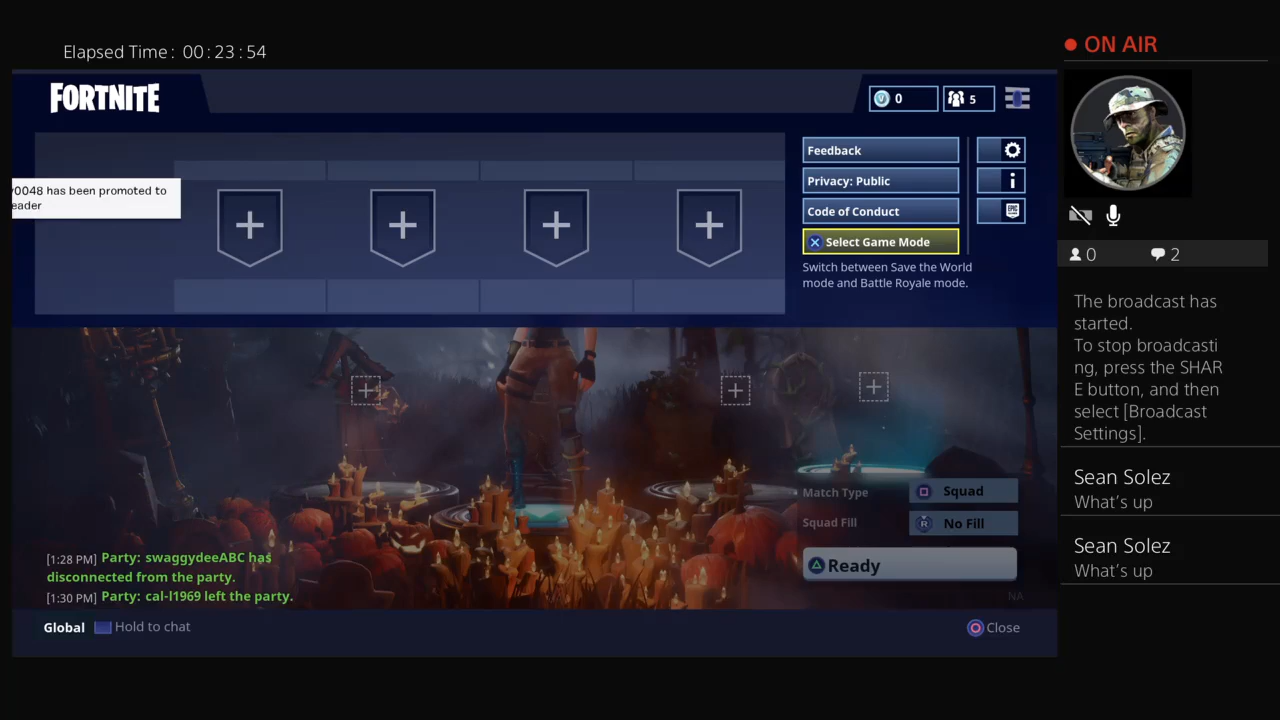 Elapsed Time: 00:23:54
ON AIR
FORTNITE
0
5
Feedback
Privacy: Public
Code of Conduct
Select Game Mode
Switch between Save the World
mode and Battle Royale mode.
0048 has been promoted to
eader
0
2
The broadcast has
started.
To stop broadcasti
ng, press the SHAR
E button, and then
select [Broadcast
Settings].
Sean Solez
What's up
Sean Solez
What's up
Match Type
Squad
Squad Fill
R
No Fill
Ready
NA
[1:28 PM] Party: swaggydeeABC has
disconnected from the party.
[1:30 PM] Party: cal-l1969 left the party.
Global
Hold to chat
Close